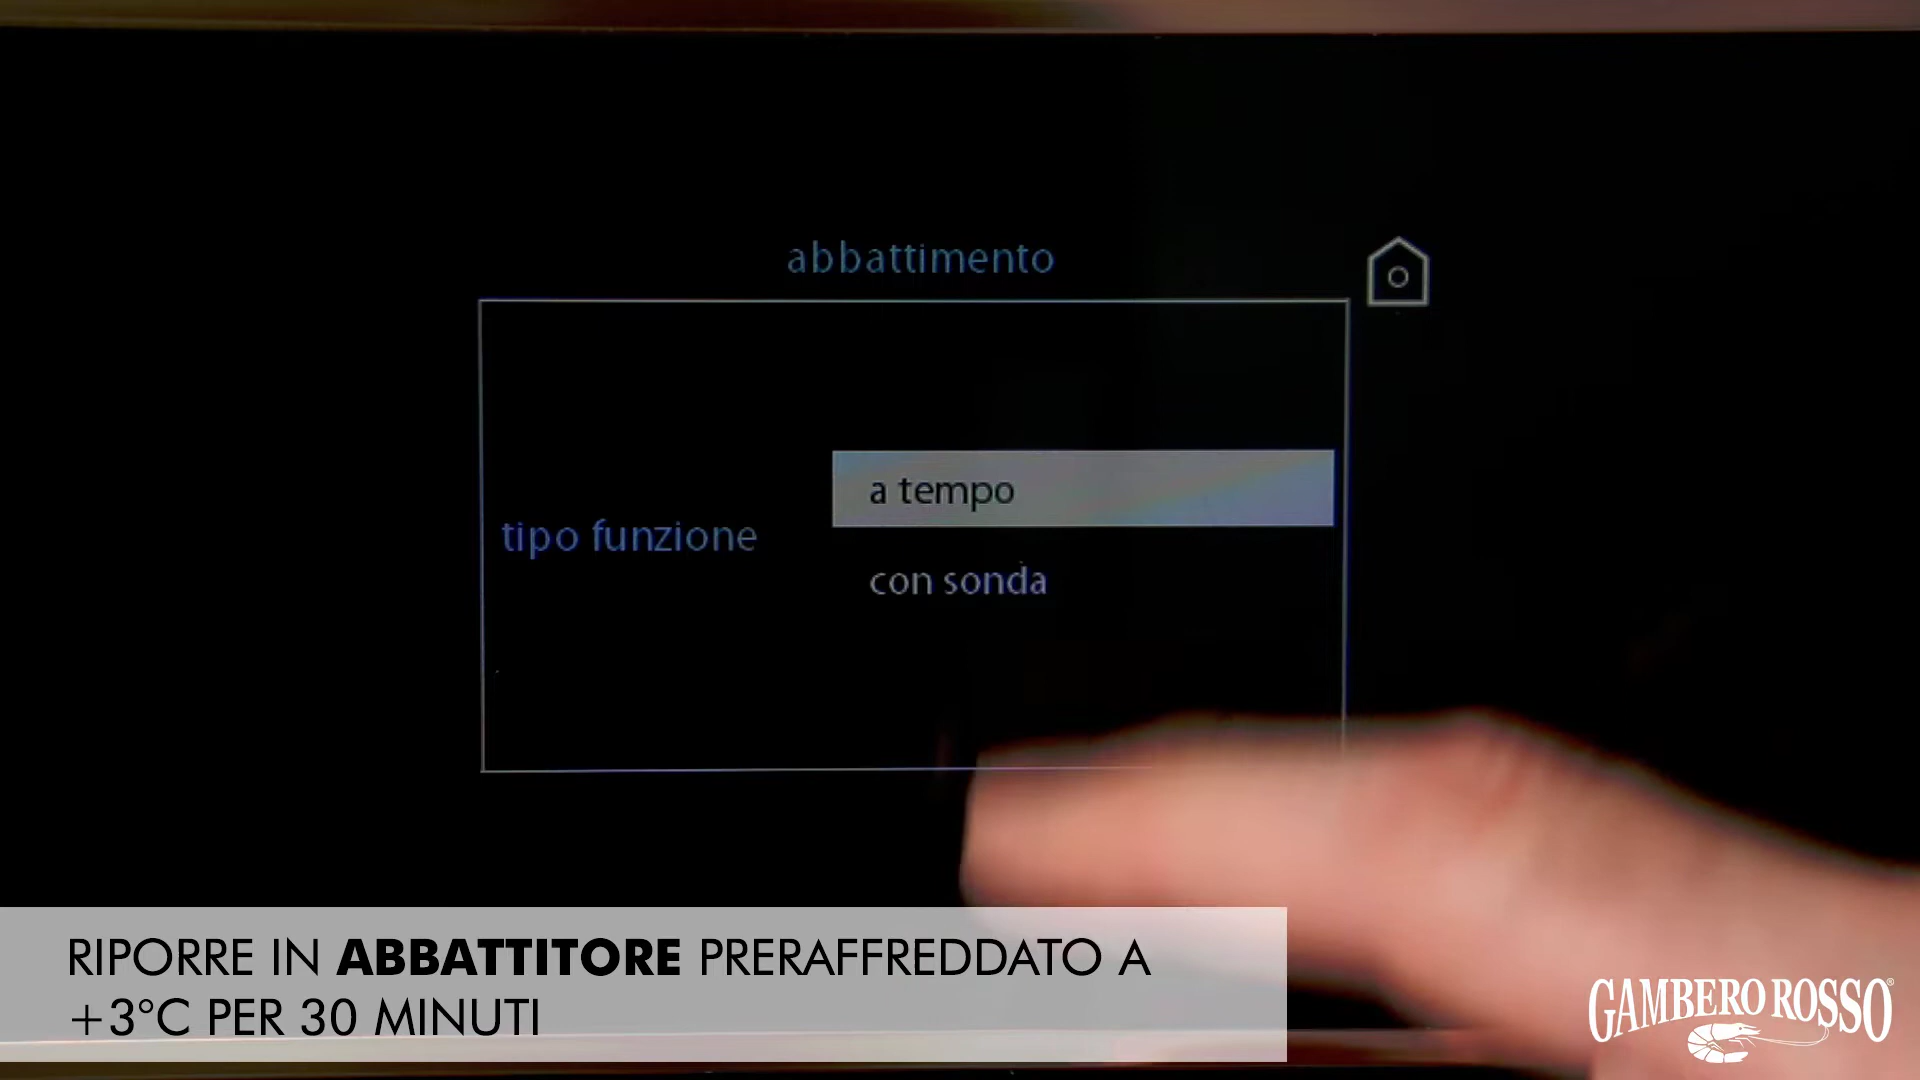 abbattimento
a tempo
tipo funzione
con sonda
RIPORRE IN ABBATTITORE PRERAFFREDDATO A
+3°C PER 30 MINUTI
GAMBERO ROSSO®